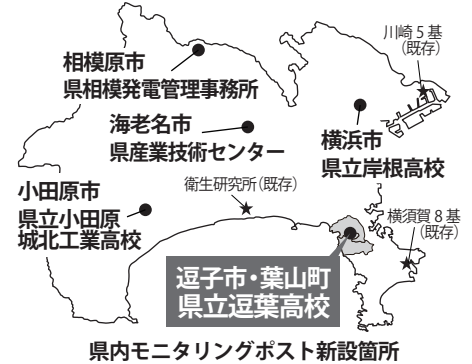 川崎5基
(既存)
相模原市
県相模発電管理事務所
海老名市
県産業技術センター
横浜市
県立岸根高校
小田原市
県立小田原
城北工業高校
衛生研究所(既存)
横須賀8基
(既存)
逗子市・葉山町
県立逗葉高校
県内モニタリングポスト新設箇所